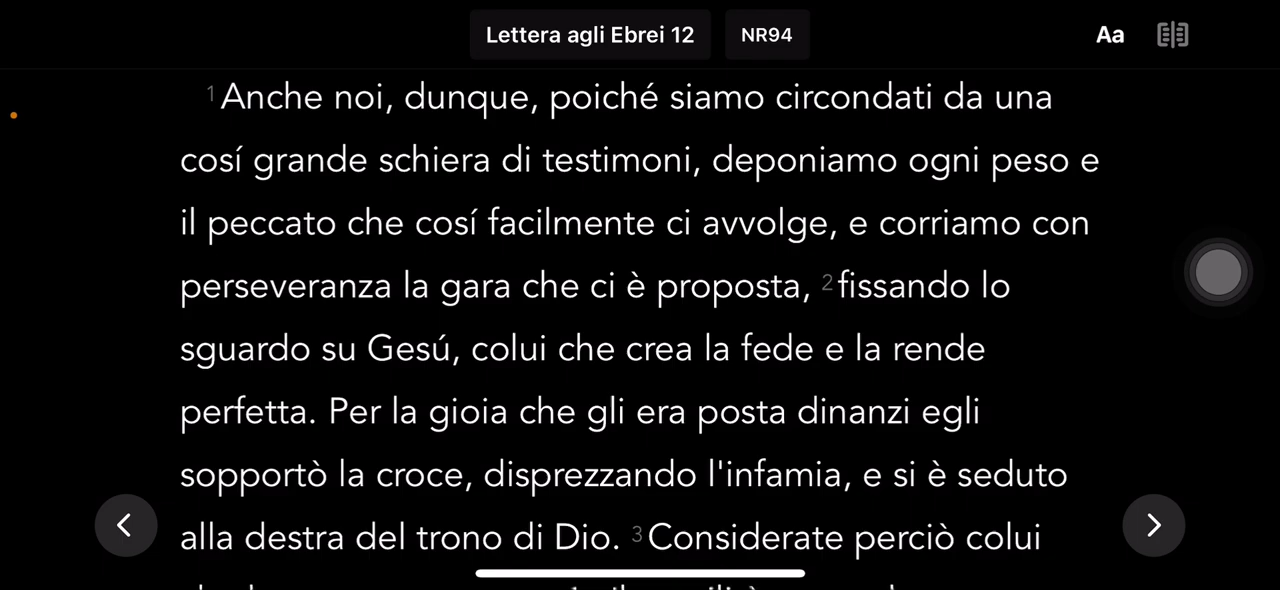 Lettera agli Ebrei 12 NR94 Aa
1 Anche noi, dunque, poiché siamo circondati da una
cosí grande schiera di testimoni, deponiamo ogni peso e
il peccato che cosí facilmente ci avvolge, e corriamo con
perseveranza la gara che ci è proposta, 2 fissando lo
sguardo su Gesú, colui che crea la fede e la rende
perfetta. Per la gioia che gli era posta dinanzi egli
sopportò la croce, disprezzando l'infamia, e si è seduto
alla destra del trono di Dio. 3 Considerate perciò colui